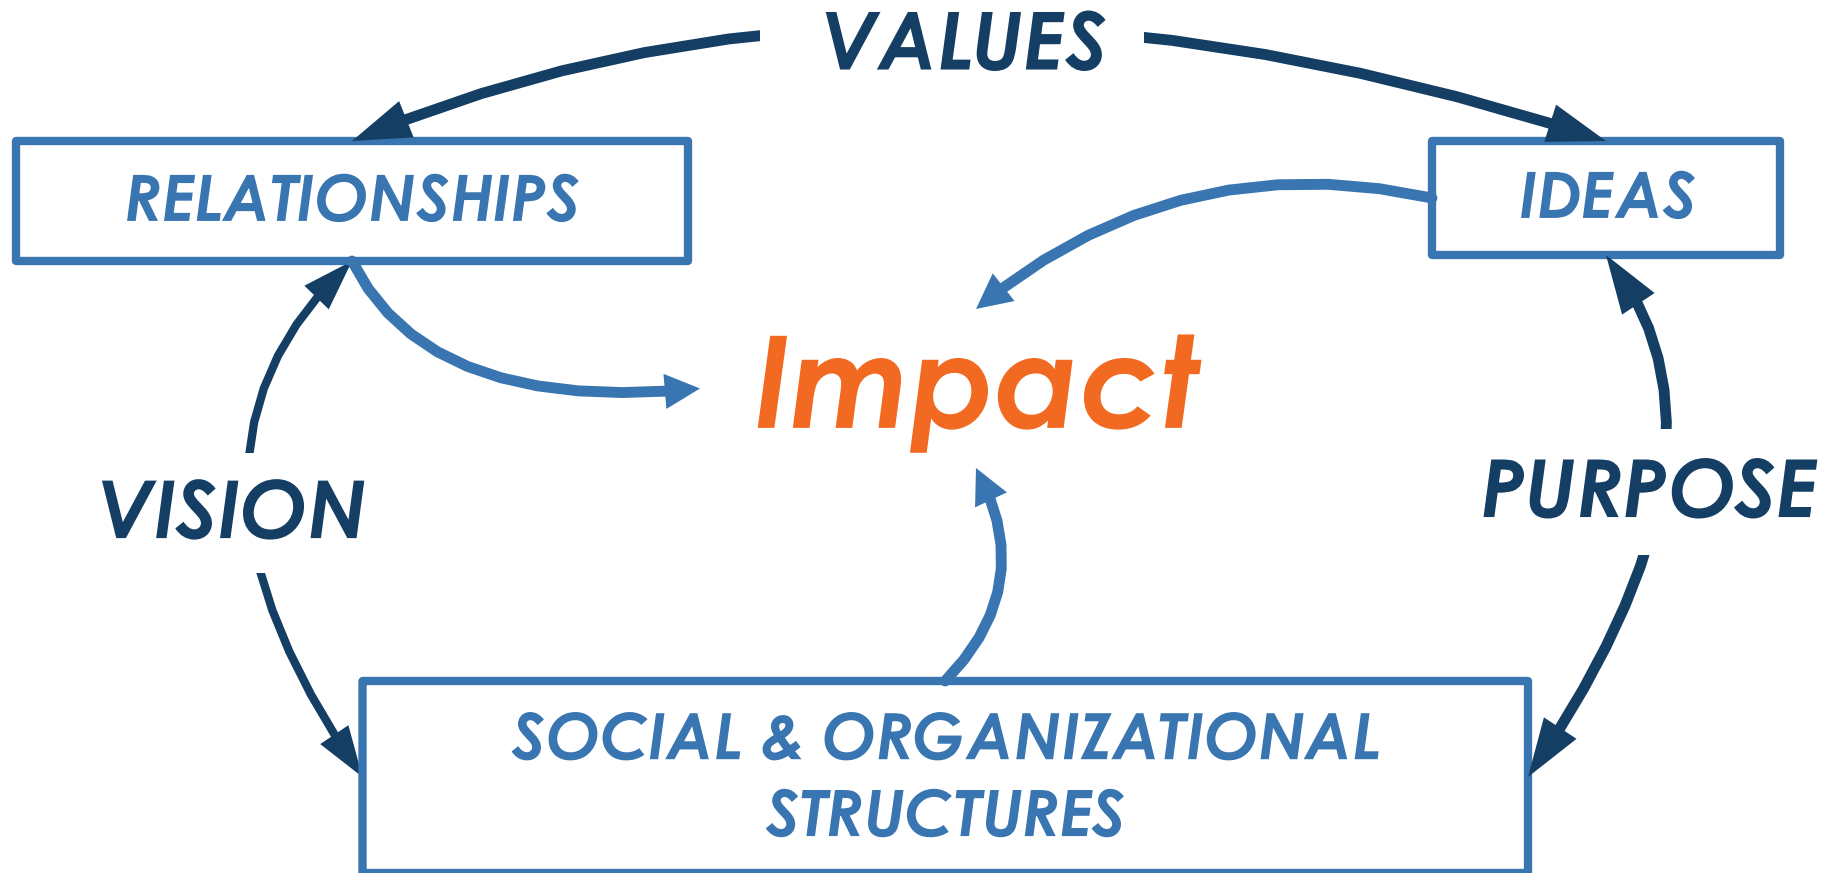 VALUES
RELATIONSHIPS
IDEAS
Impact
VISION
PURPOSE
SOCIAL & ORGANIZATIONAL
STRUCTURES